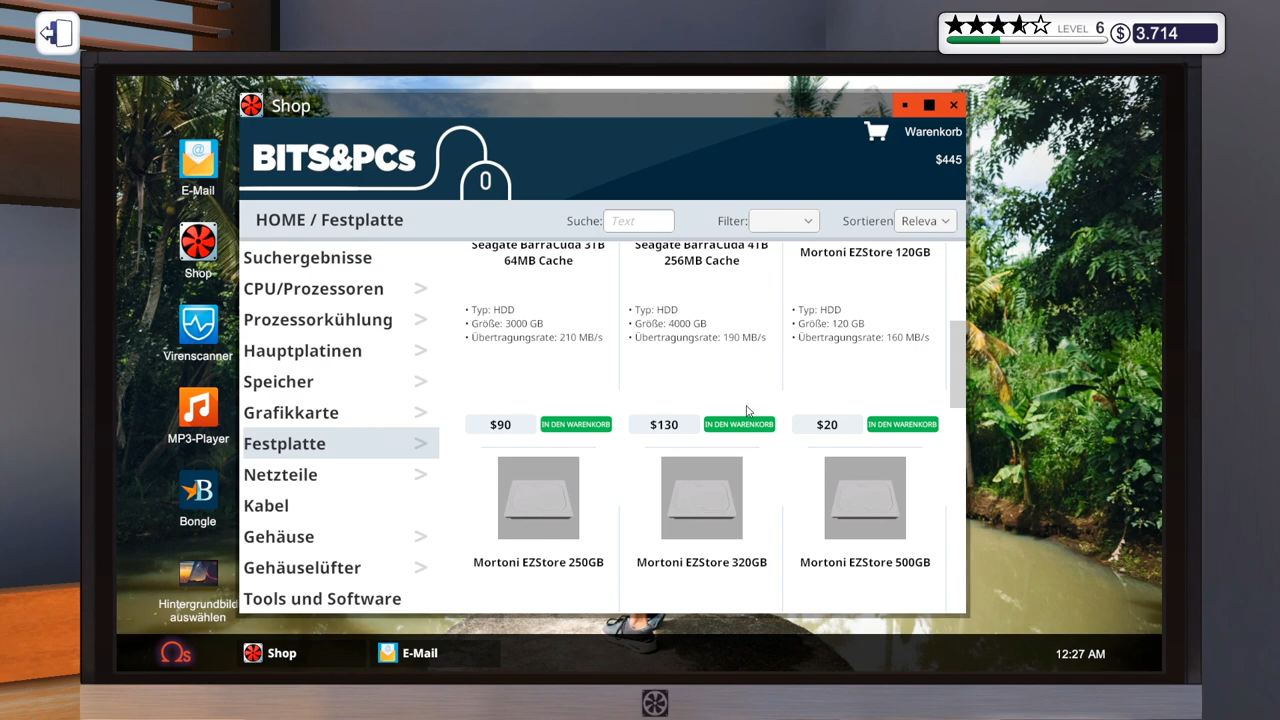 LEVEL 6 $ 3.714
Shop
BITS&PCs
Warenkorb
$445
HOME / Festplatte
Suche: Text
Filter:
Sortieren Releva
Suchergebnisse
CPU/Prozessoren >
Prozessorkühlung >
Hauptplatinen >
Speicher >
Grafikkarte >
Festplatte >
Netzteile >
Kabel
Gehäuse >
Gehäuselüfter >
Tools und Software
Seagate BarraCuda 3TB
64MB Cache
• Typ: HDD
• Größe: 3000 GB
• Übertragungsrate: 210 MB/s
$90 IN DEN WARENKORB
Seagate BarraCuda 4TB
256MB Cache
• Typ: HDD
• Größe: 4000 GB
• Übertragungsrate: 190 MB/s
$130 IN DEN WARENKORB
Mortoni EZStore 120GB
• Typ: HDD
• Größe: 120 GB
• Übertragungsrate: 160 MB/s
$20 IN DEN WARENKORB
Mortoni EZStore 250GB
Mortoni EZStore 320GB
Mortoni EZStore 500GB
E-Mail
Shop
Virenscanner
MP3-Player
Bongle
Hintergrundbild
auswählen
Ωs
Shop
E-Mail
12:27 AM